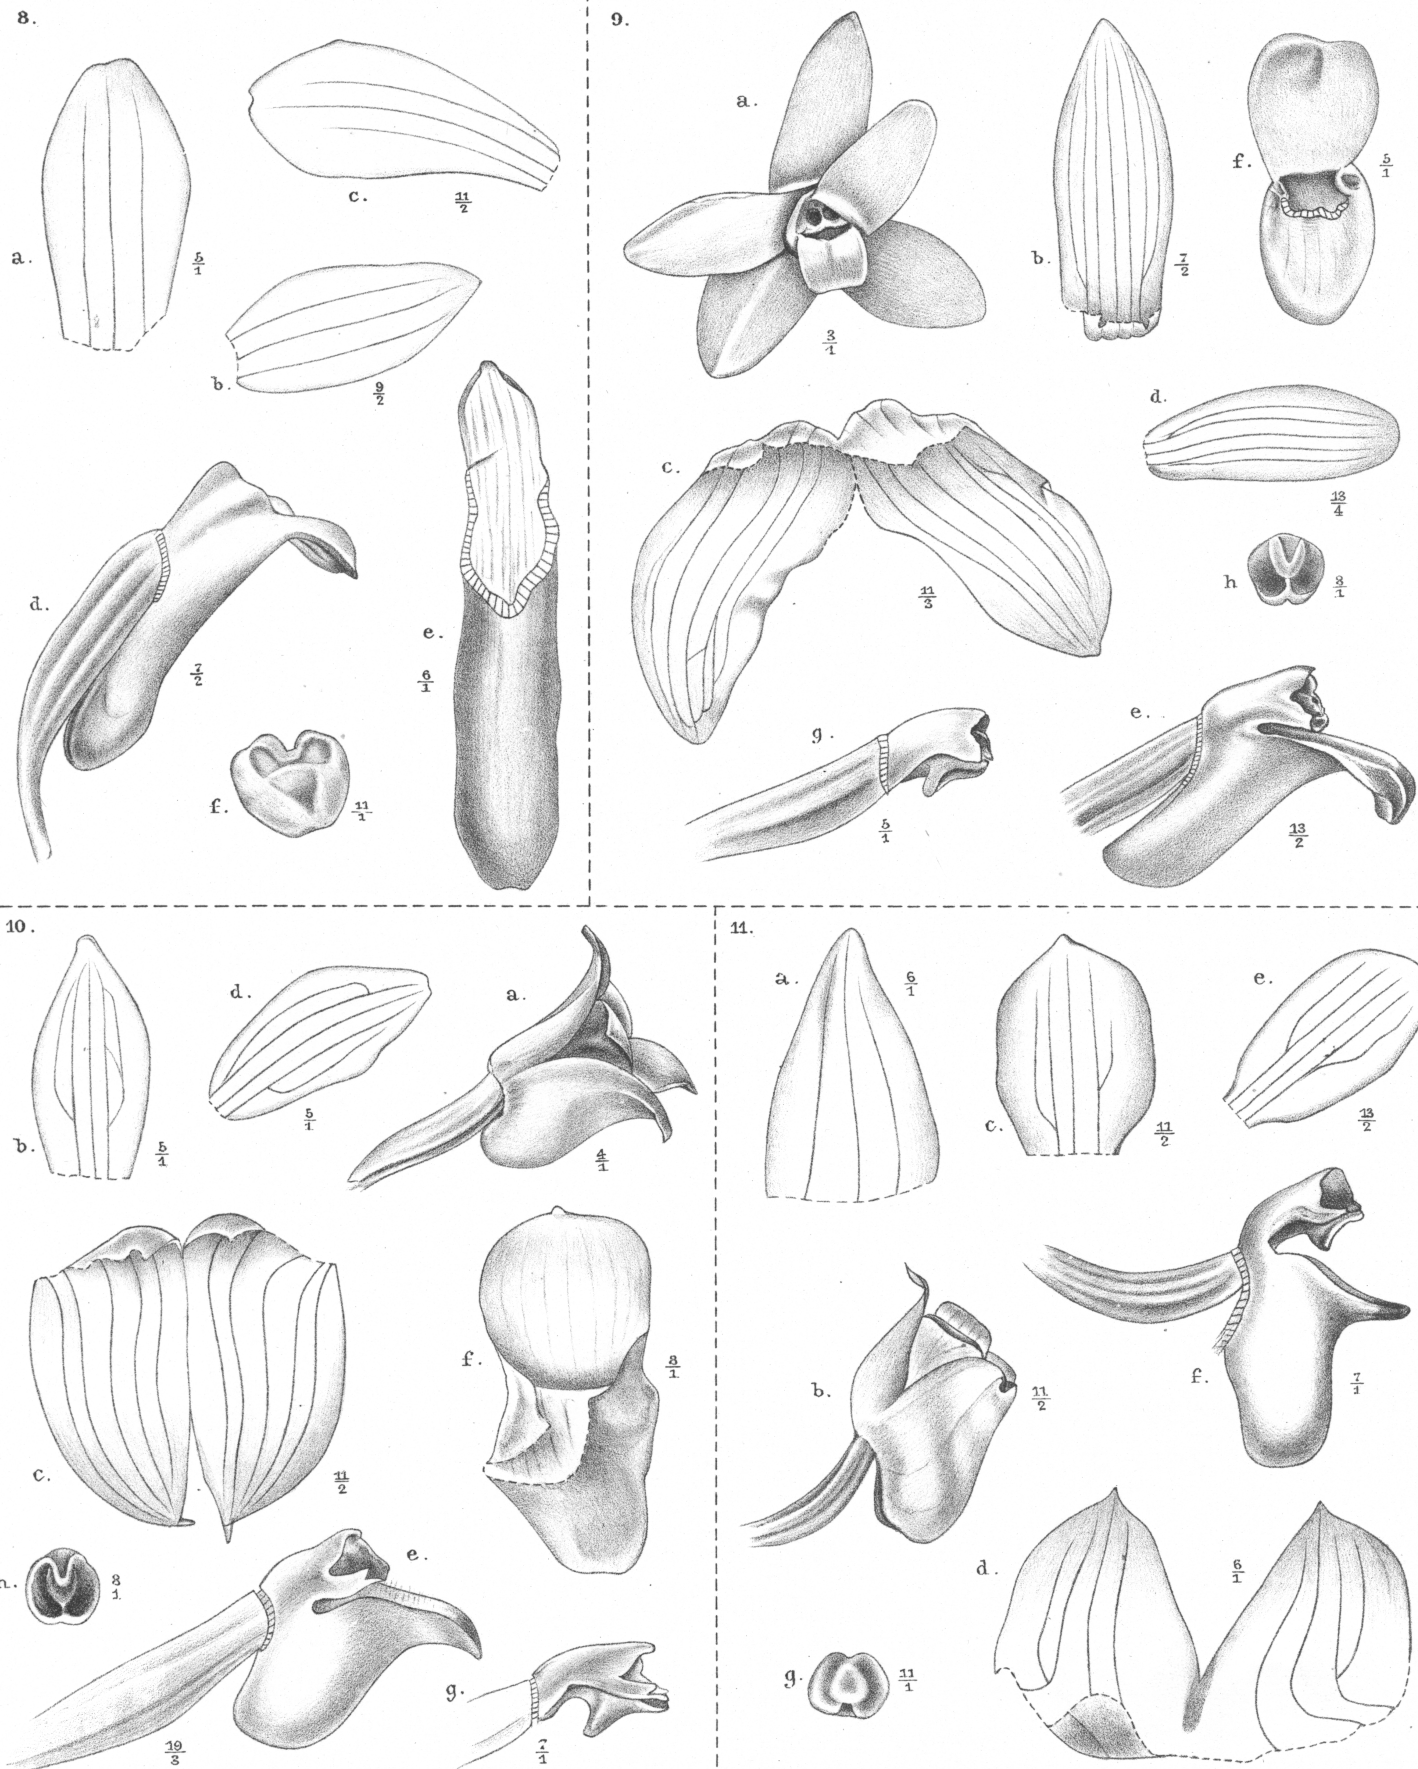 8.
a.
5/1
c.
11/2
b.
9/2
d.
7/2
e.
6/1
f.
11/1
9.
a.
3/1
b.
7/2
f.
5/1
c.
11/3
d.
13/4
h
8/1
g.
5/1
e.
13/2
10.
b.
5/1
d.
5/1
a.
4/1
c.
11/2
f.
8/1
h.
8/1
e.
19/3
g.
7/1
11.
a.
6/1
c.
11/2
e.
13/2
b.
11/2
f.
7/1
d.
6/1
g.
11/1